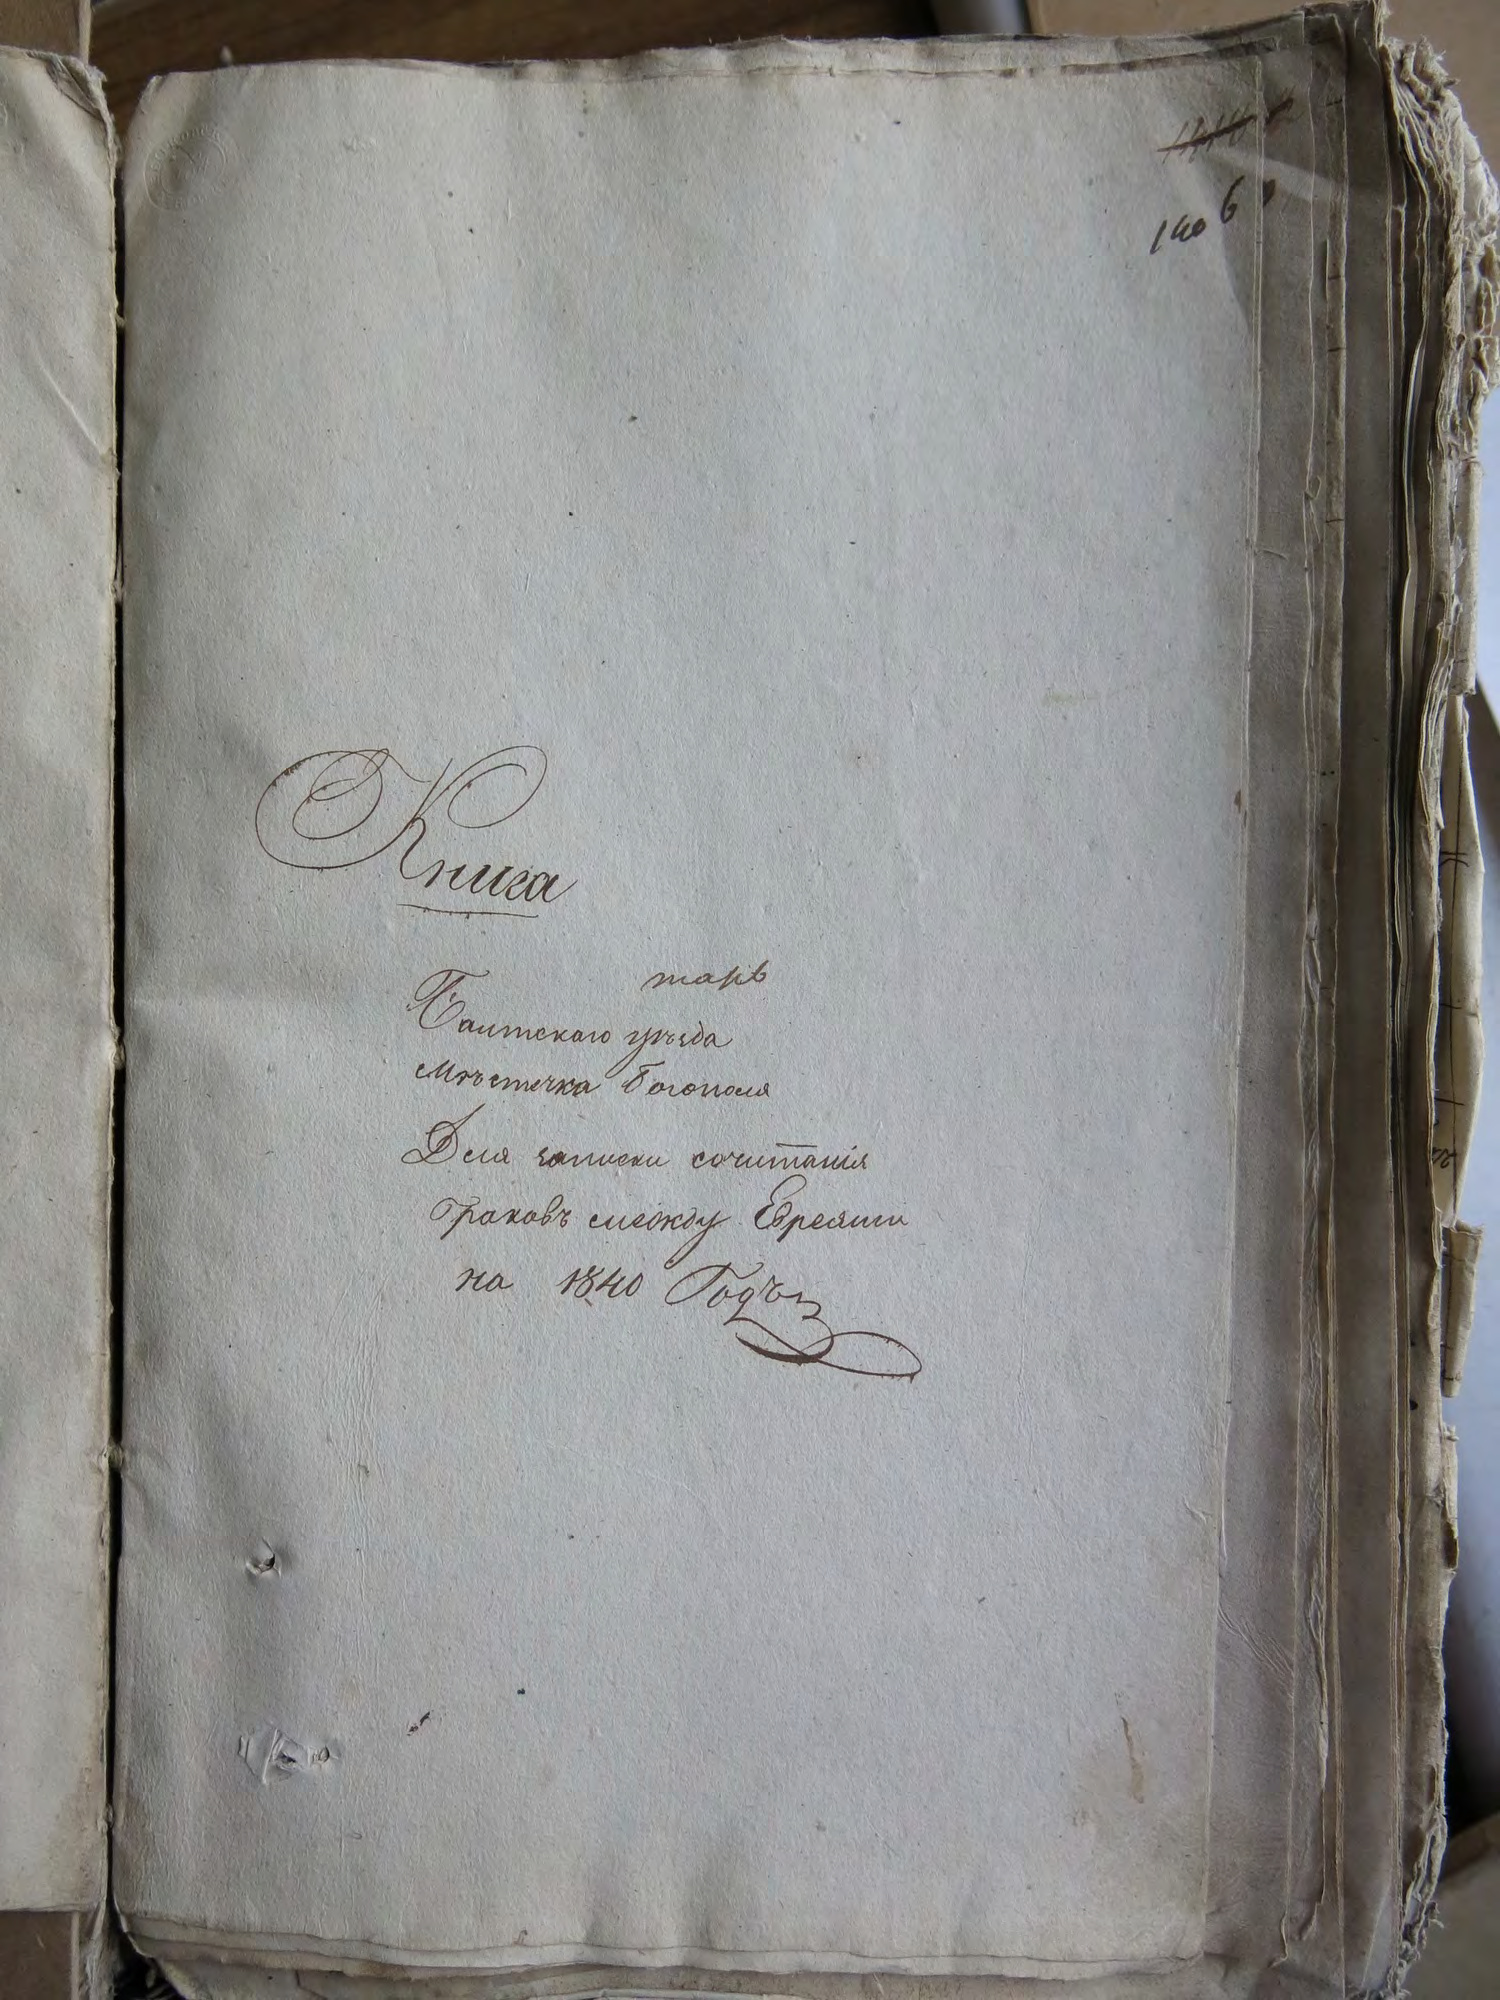 1406
Книга
Балтскаго уѣзда
мѣстечка Богополя
Для записки сочитанія
браковъ между Евреями
на 1840 Годъ